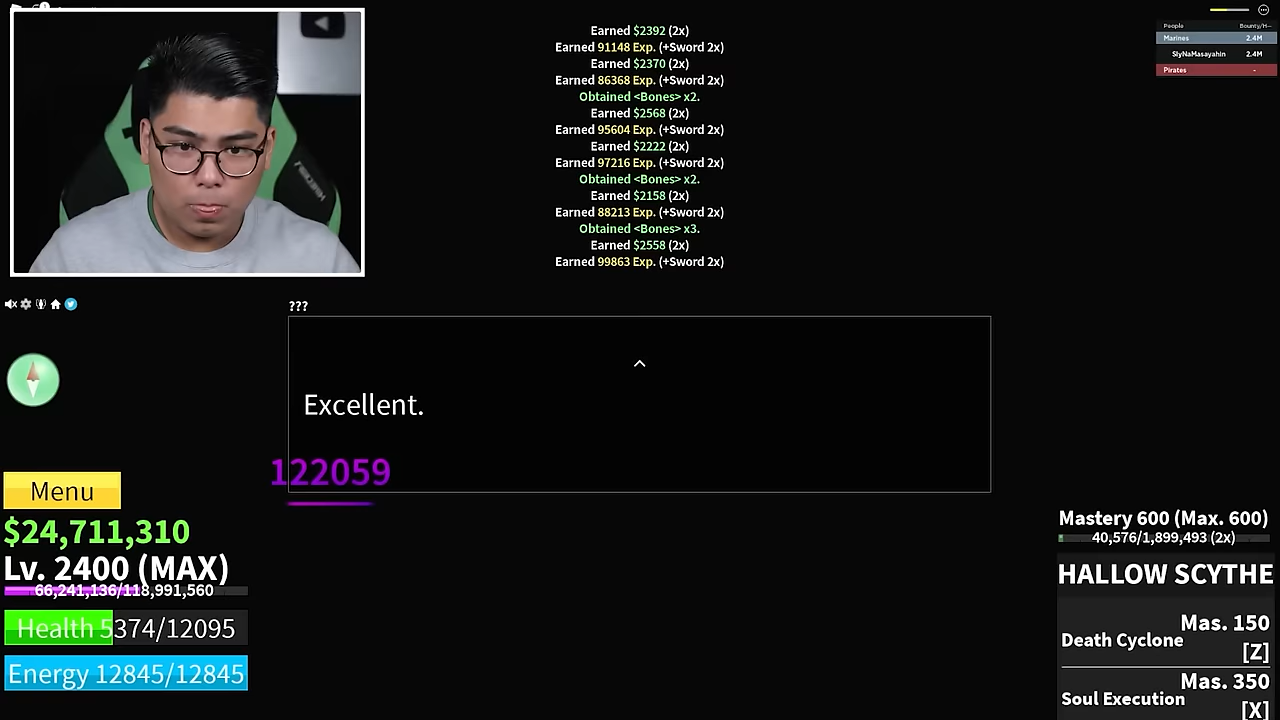 Earned $2392 (2x)
Earned 91148 Exp. (+Sword 2x)
Earned $2370 (2x)
Earned 86368 Exp. (+Sword 2x)
Obtained <Bones> x2.
Earned $2568 (2x)
Earned 95604 Exp. (+Sword 2x)
Earned $2222 (2x)
Earned 97216 Exp. (+Sword 2x)
Obtained <Bones> x2.
Earned $2158 (2x)
Earned 88213 Exp. (+Sword 2x)
Obtained <Bones> x3.
Earned $2558 (2x)
Earned 99863 Exp. (+Sword 2x)
People Bounty/H--
Marines 2.4M
SlyNaMasayahin 2.4M
Pirates -
???
Excellent.
122059
Menu
$24,711,310
Lv. 2400 (MAX)
66,241,136/118,991,560
Health 5374/12095
Energy 12845/12845
Mastery 600 (Max. 600)
40,576/1,899,493 (2x)
HALLOW SCYTHE
Mas. 150
Death Cyclone
[Z]
Mas. 350
Soul Execution
[X]